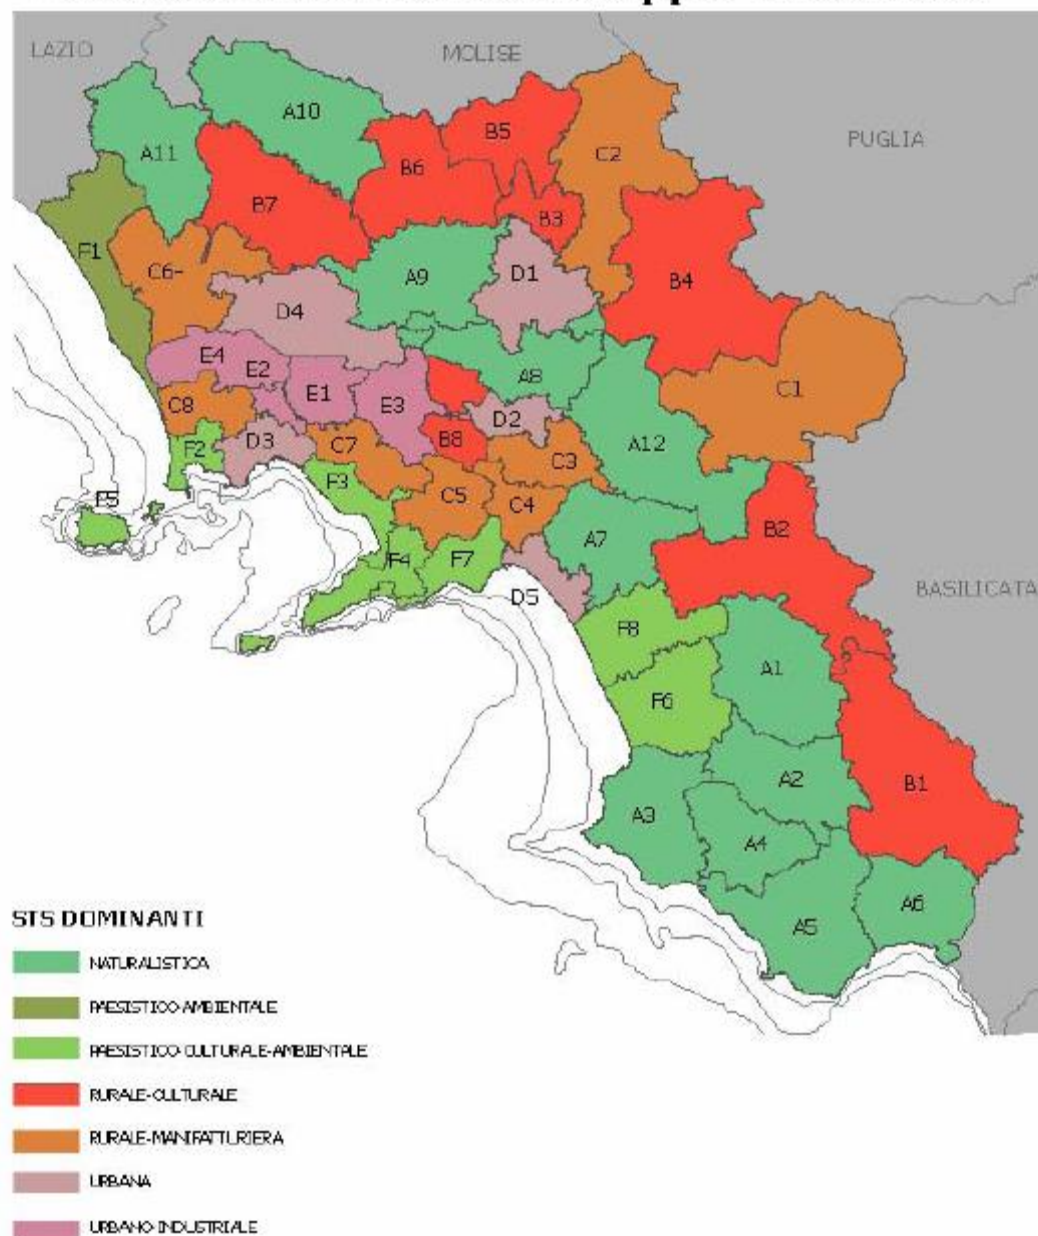 LAZIO
MOLISE
PUGLIA
BASILICATA
A10
A11
B5
B6
C2
B7
B3
F1
C6-
A9
D1
B4
D4
E4
E2
E1
E3
A8
C1
C8
D2
B8
A12
F2
D3
C7
C3
F3
C5
C4
F5
B2
F4
F7
A7
D5
F8
A1
F6
A2
B1
A3
A4
A6
A5
STS DOMINANTI
NATURALISTICA
PAESISTICO-AMBIENTALE
PAESISTICO-CULTURALE-AMBIENTALE
RURALE-CULTURALE
RURALE-MANIFATTURIERA
URBANA
URBANO-INDUSTRIALE